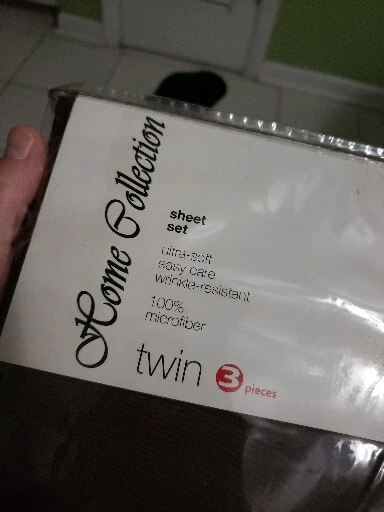 Home Collection
sheet
set
ultra-soft
easy care
wrinkle-resistant
100%
microfiber
twin 3 pieces